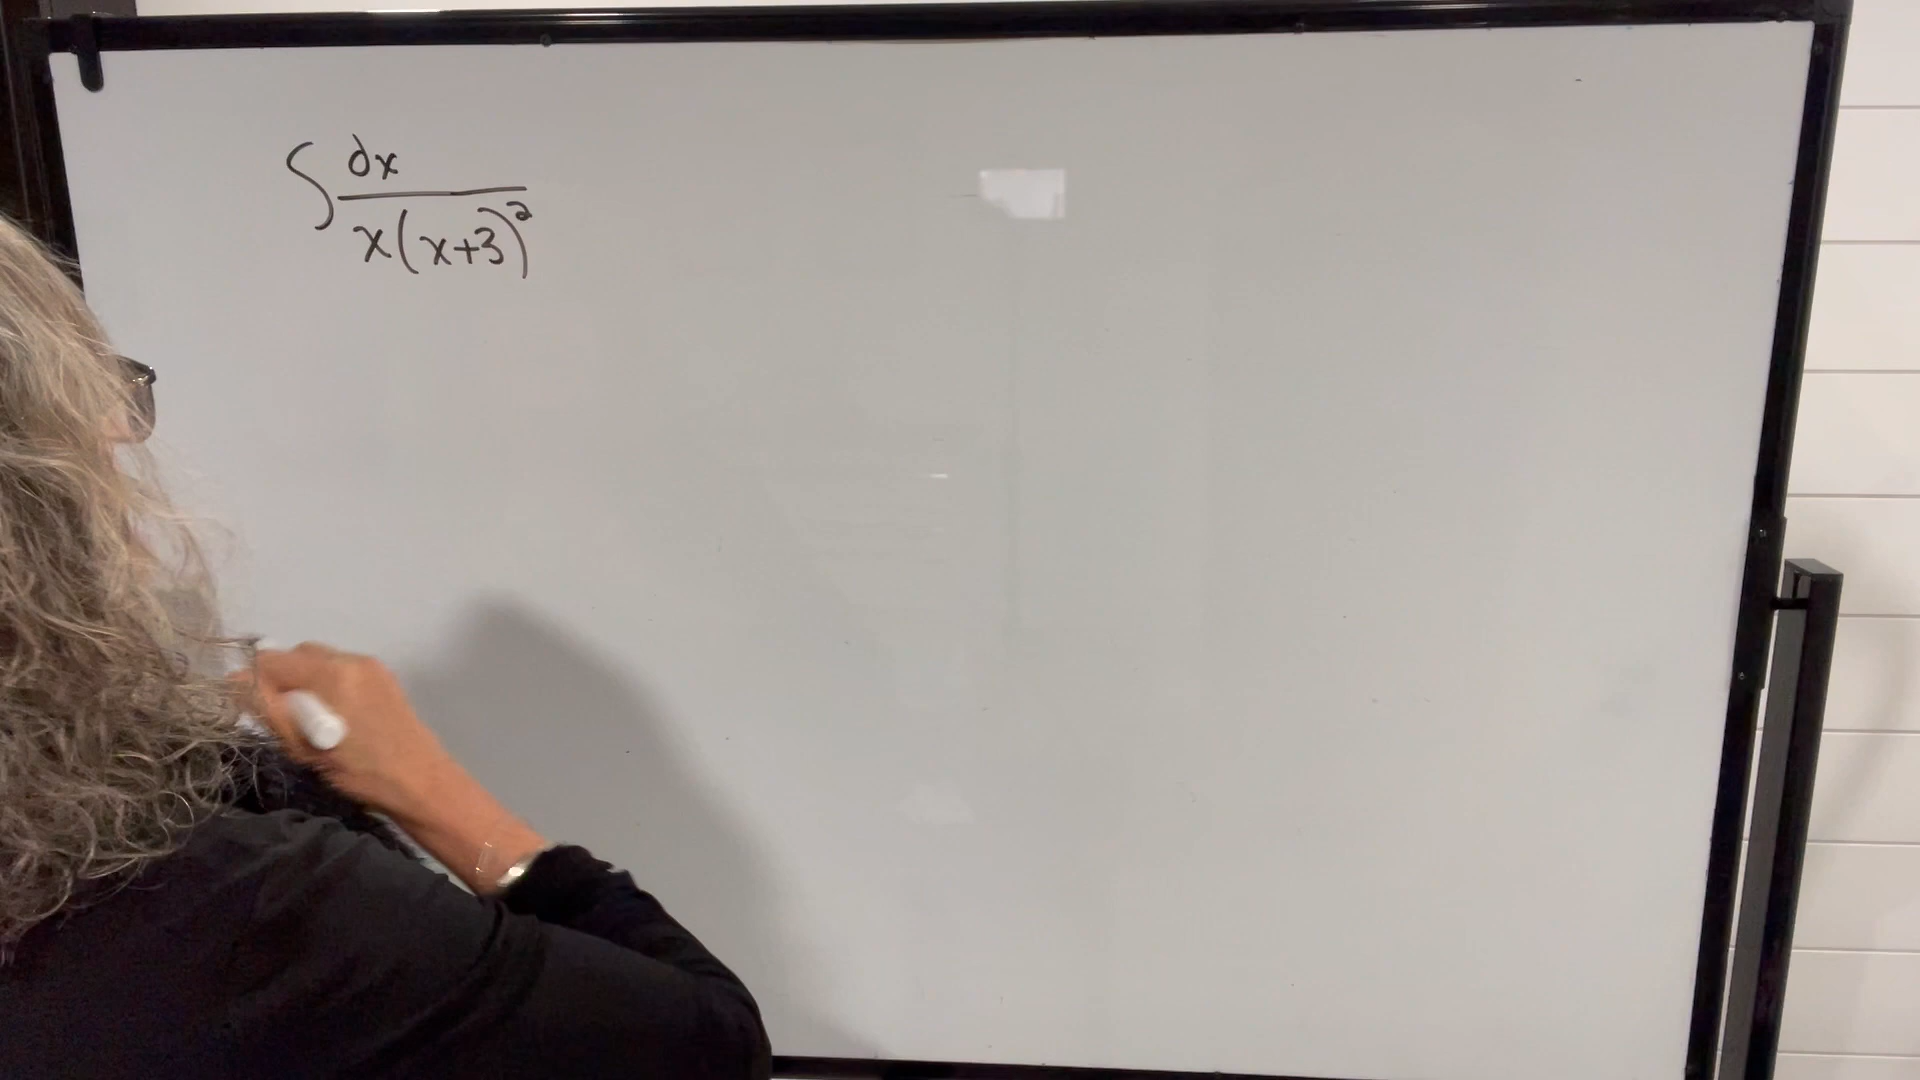 ∫ dx
x(x+3)²